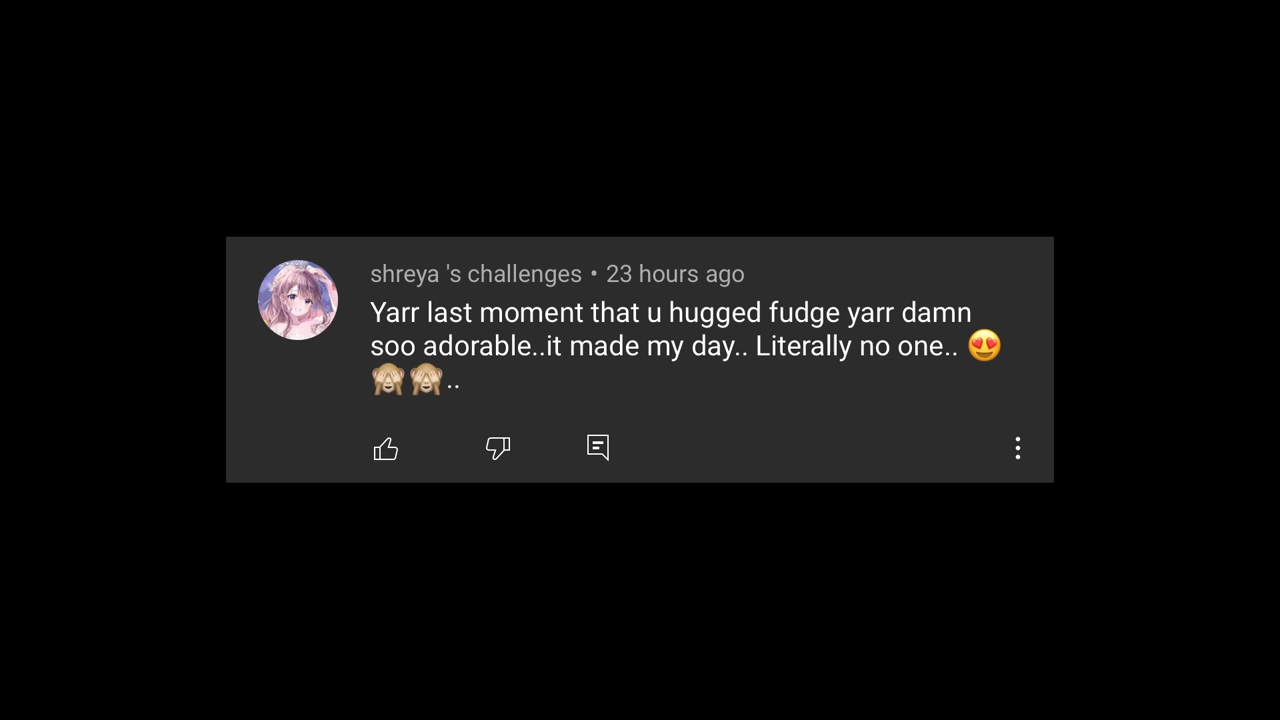 shreya 's challenges • 23 hours ago
Yarr last moment that u hugged fudge yarr damn
soo adorable..it made my day.. Literally no one.. 😍
🙈🙈..